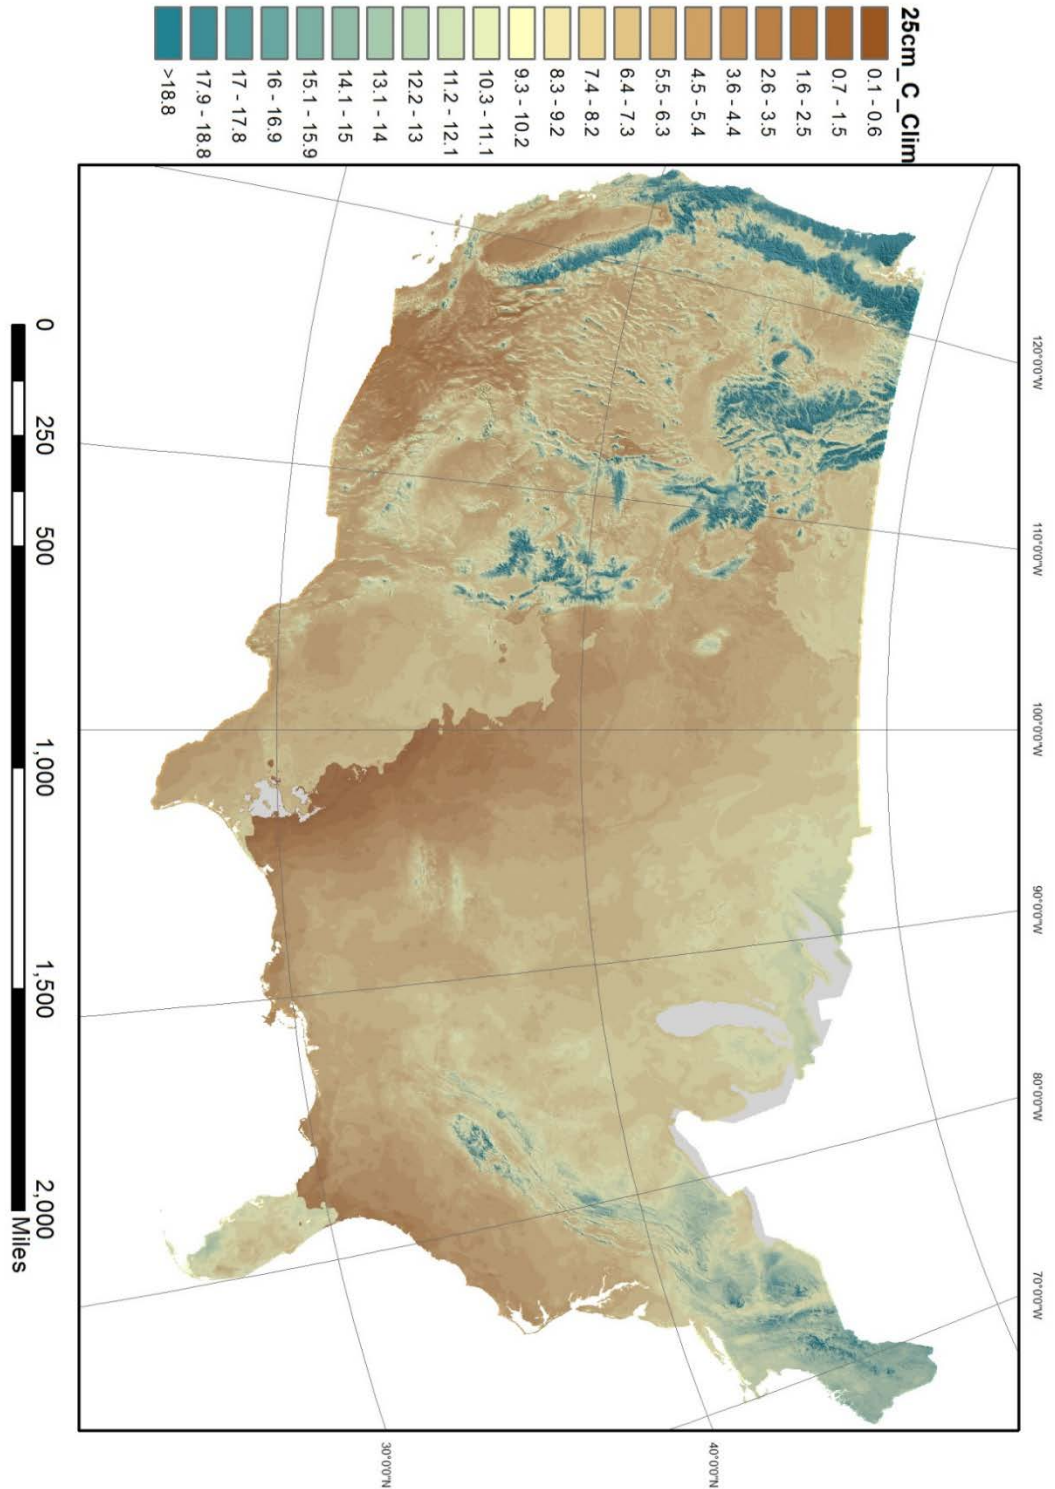 25cm_C_Clim
0.1 - 0.6
0.7 - 1.5
1.6 - 2.5
2.6 - 3.5
3.6 - 4.4
4.5 - 5.4
5.5 - 6.3
6.4 - 7.3
7.4 - 8.2
8.3 - 9.2
9.3 - 10.2
10.3 - 11.1
11.2 - 12.1
12.2 - 13
13.1 - 14
14.1 - 15
15.1 - 15.9
16 - 16.9
17 - 17.8
17.9 - 18.8
>18.8
120°0'0"W
110°0'0"W
100°0'0"W
90°0'0"W
80°0'0"W
70°0'0"W
40°0'0"N
30°0'0"N
0 250 500 1,000 1,500 2,000
Miles